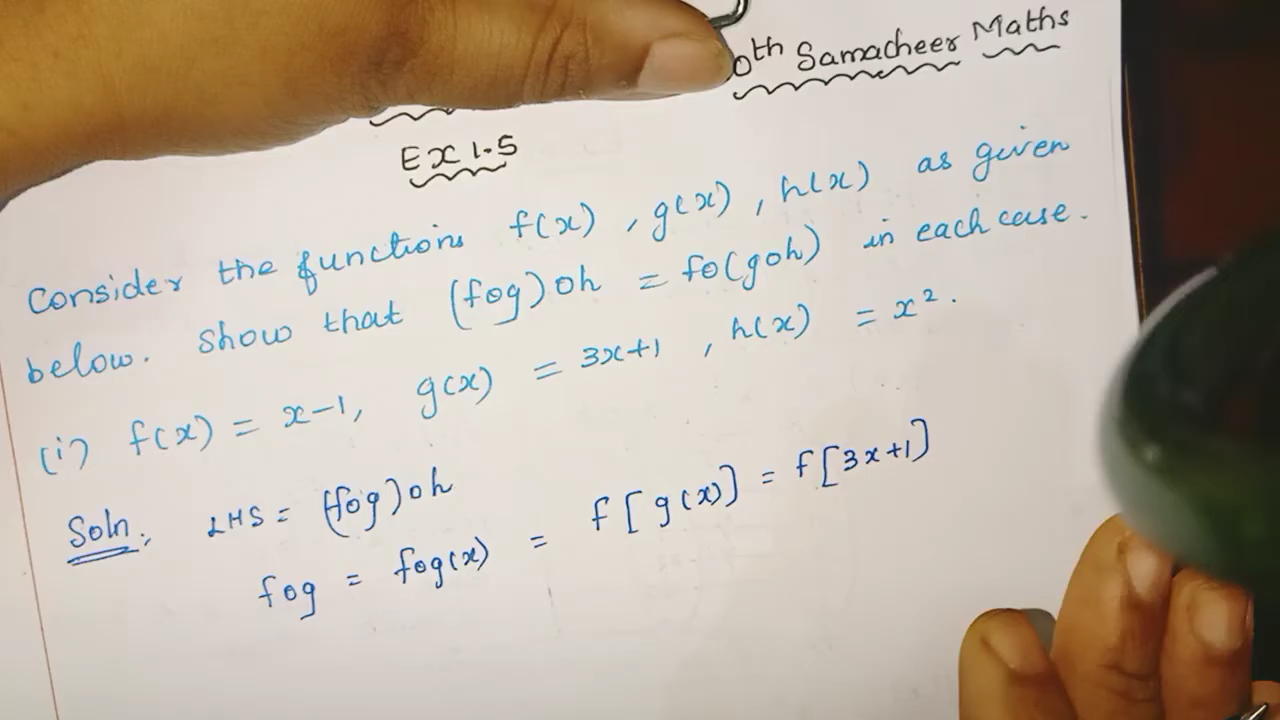 0th Samacheer Maths
Ex 1.5
Consider the functions f(x), g(x), h(x) as given
below. Show that (fog)oh = fo(goh) in each case.
(i) f(x) = x-1, g(x) = 3x+1, h(x) = x².
Soln: LHS = (fog)oh
fog = fog(x) = f[g(x)] = f[3x+1]